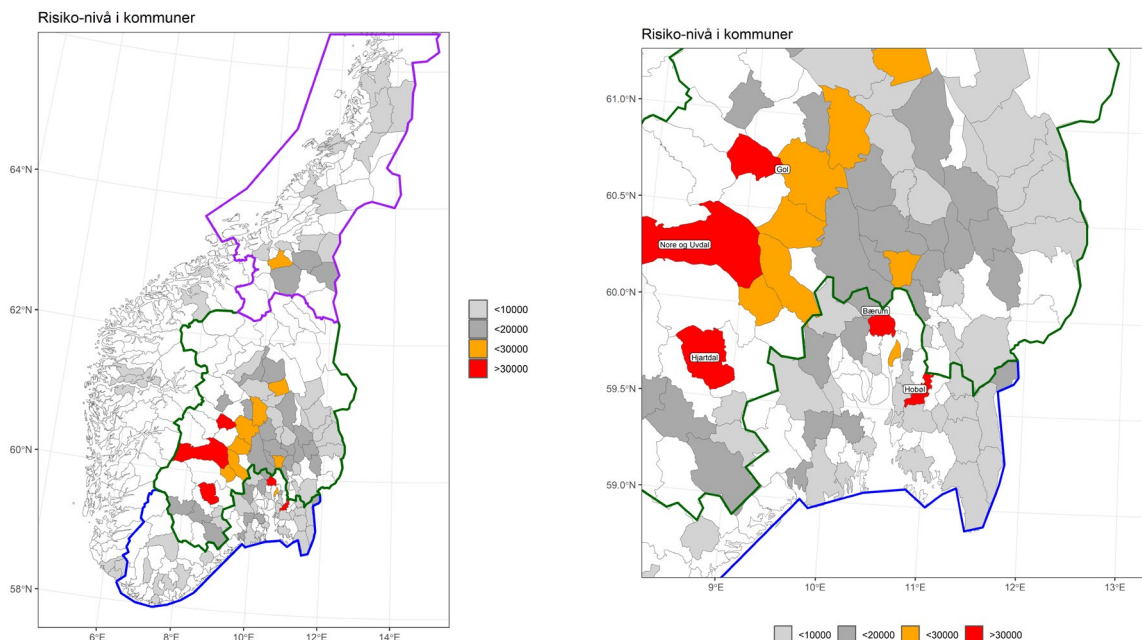 Risiko-nivå i kommuner
64°N
62°N
60°N
58°N
6°E
8°E
10°E
12°E
14°E
<10000
<20000
<30000
>30000
Risiko-nivå i kommuner
61.0°N
60.5°N
60.0°N
59.5°N
59.0°N
Gol
Nore og Uvdal
Bærum
Hjartdal
Hobøl
9°E
10°E
11°E
12°E
13°E
<10000
<20000
<30000
>30000